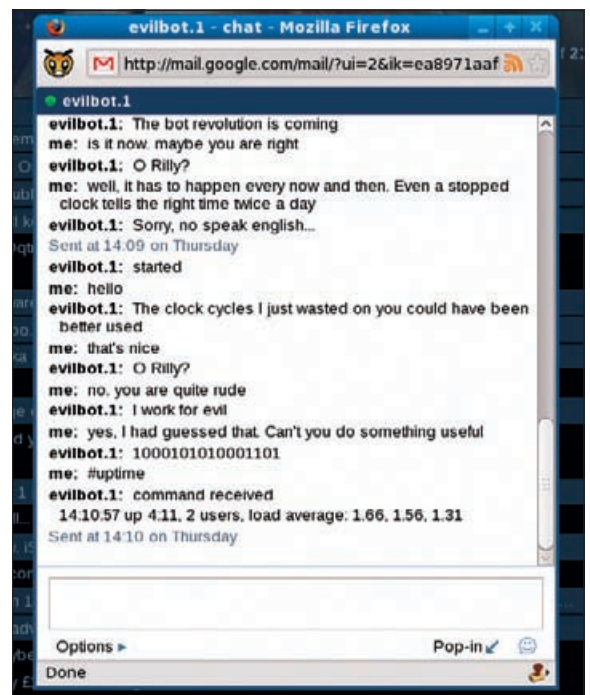 evilbot.1 - chat - Mozilla Firefox
http://mail.google.com/mail/?ui=2&ik=ea8971aaf
evilbot.1
evilbot.1: The bot revolution is coming
me: is it now. maybe you are right
evilbot.1: O Rilly?
me: well, it has to happen every now and then. Even a stopped
clock tells the right time twice a day
evilbot.1: Sorry, no speak english...
Sent at 14:09 on Thursday
evilbot.1: started
me: hello
evilbot.1: The clock cycles I just wasted on you could have been
better used
me: that's nice
evilbot.1: O Rilly?
me: no. you are quite rude
evilbot.1: I work for evil
me: yes, I had guessed that. Can't you do something useful
evilbot.1: 1000101010001101
me: #uptime
evilbot.1: command received
14:10:57 up 4:11, 2 users, load average: 1.66, 1.56, 1.31
Sent at 14:10 on Thursday
Options
Pop-in
Done